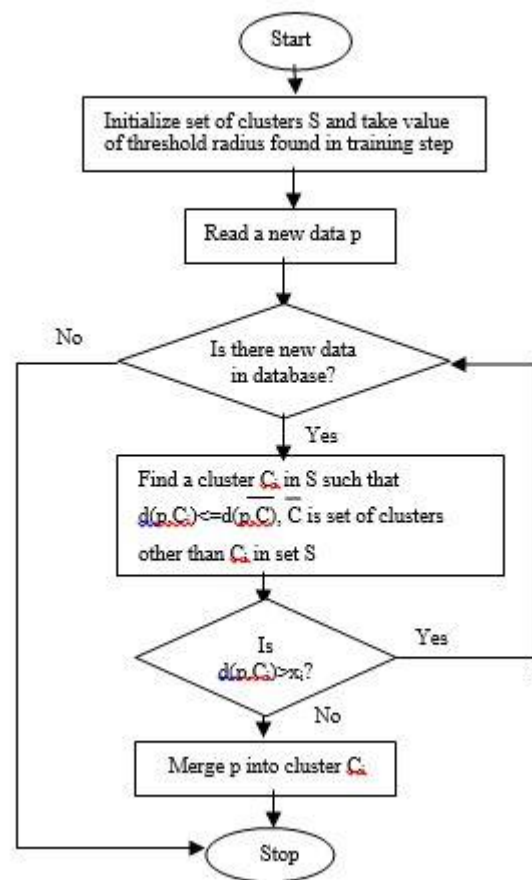 Start
Initialize set of clusters S and take value
of threshold radius found in training step
Read a new data p
No
Is there new data
in database?
Yes
Find a cluster Cᵢ in S such that
d(p,Cᵢ)<=d(p,C̅), C̅ is set of clusters
other than Cᵢ in set S
Is
d(p,Cᵢ)>xᵢ?
Yes
No
Merge p into cluster Cᵢ
Stop